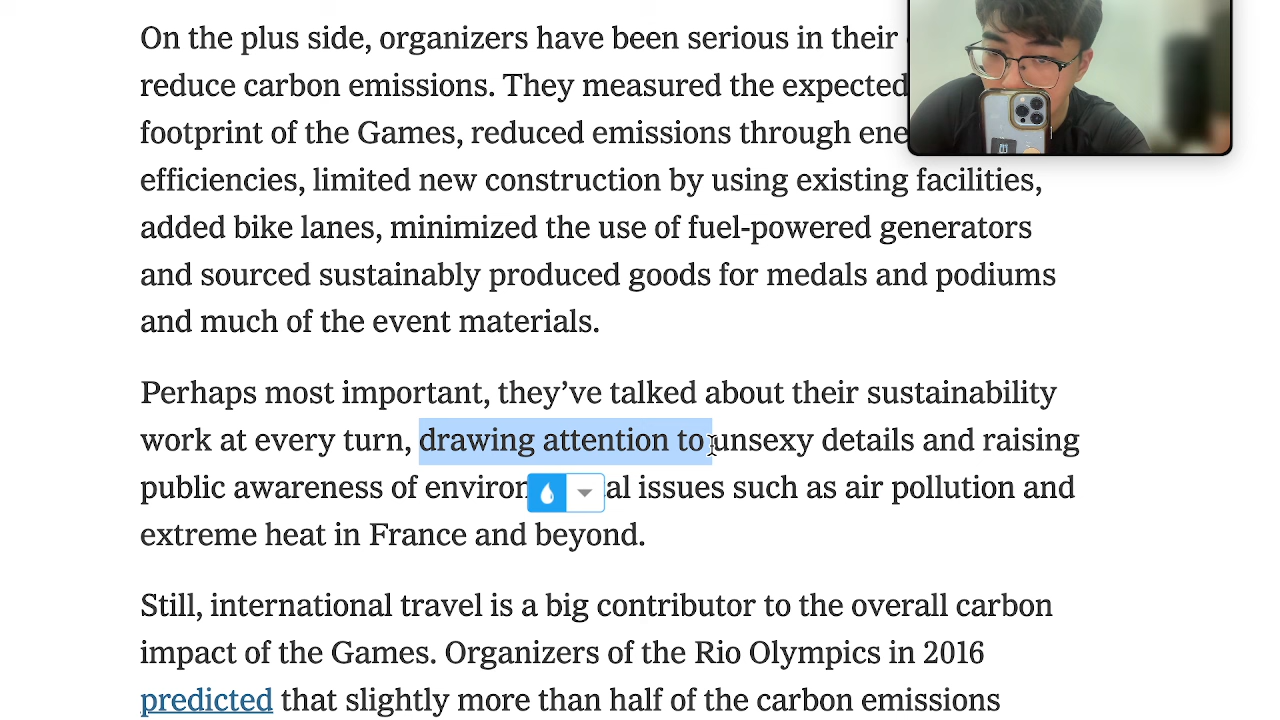 On the plus side, organizers have been serious in their
reduce carbon emissions. They measured the expected
footprint of the Games, reduced emissions through
efficiencies, limited new construction by using existing facilities,
added bike lanes, minimized the use of fuel-powered generators
and sourced sustainably produced goods for medals and podiums
and much of the event materials.
Perhaps most important, they’ve talked about their sustainability
work at every turn, drawing attention to unsexy details and raising
public awareness of issues such as air pollution and
extreme heat in France and beyond.
Still, international travel is a big contributor to the overall carbon
impact of the Games. Organizers of the Rio Olympics in 2016
predicted that slightly more than half of the carbon emissions